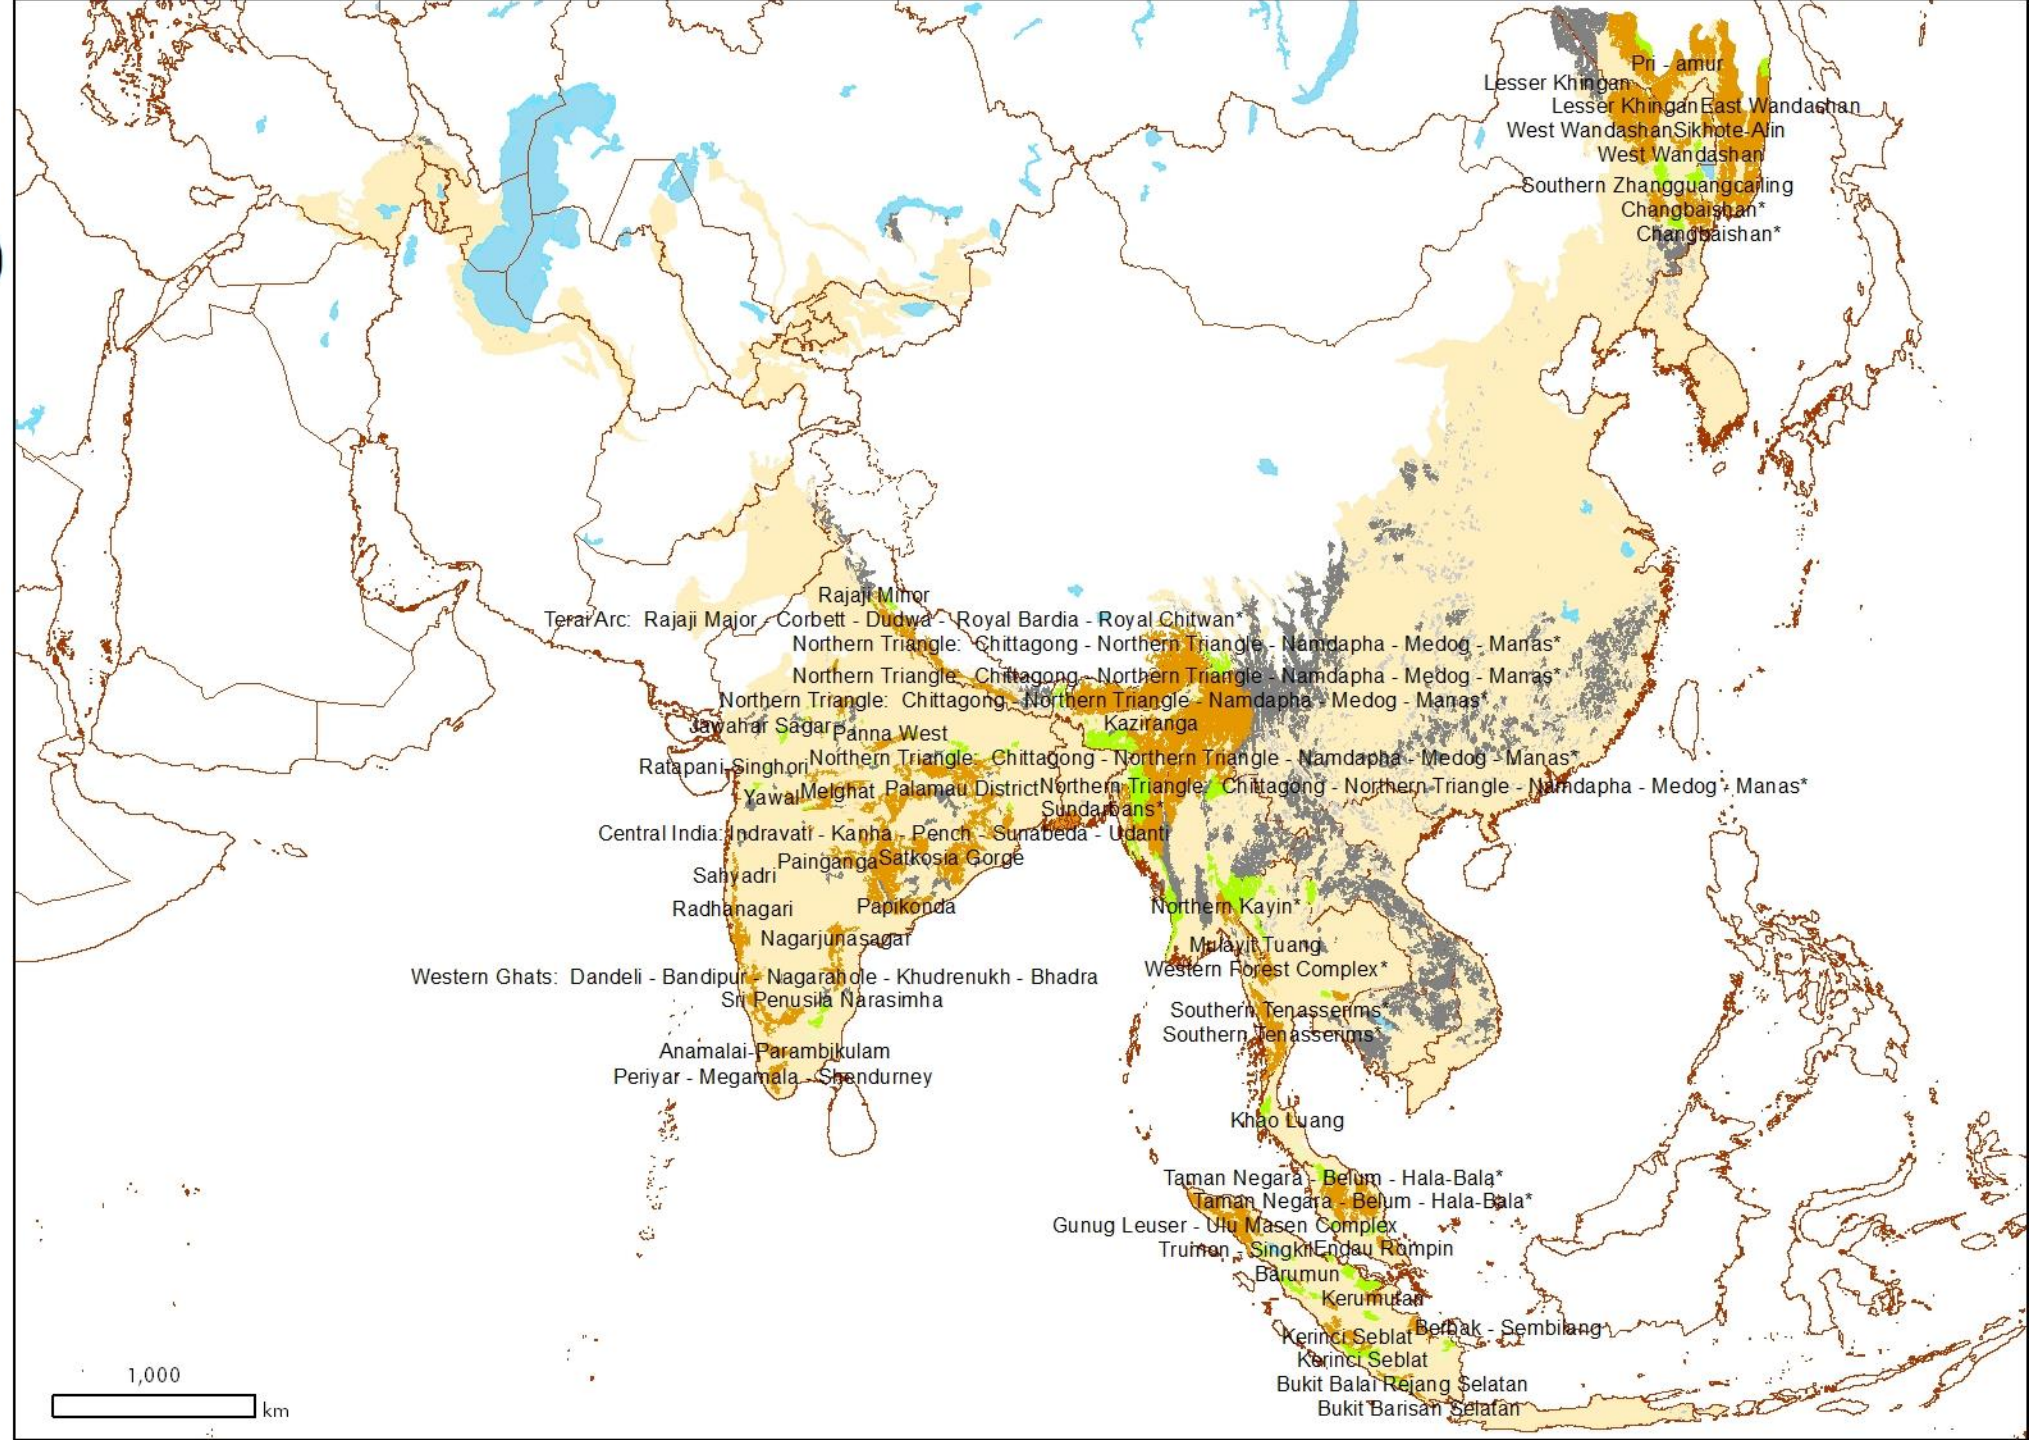 Pri - amur
Lesser Khingan
Lesser Khingan East Wandashan
West Wandashan Sikhote-Alin
West Wandashan
Southern Zhangguangcailing
Changbaishan*
Changbaishan*
Rajaji Minor
Terai Arc: Rajaji Major - Corbett - Dudwa - Royal Bardia - Royal Chitwan*
Northern Triangle: Chittagong - Northern Triangle - Namdapha - Medog - Manas*
Northern Triangle: Chittagong - Northern Triangle - Namdapha - Medog - Manas*
Northern Triangle: Chittagong - Northern Triangle - Namdapha - Medog - Manas*
Jawahar Sagar Panna West Kaziranga
Ratapani-Singhori Northern Triangle: Chittagong - Northern Triangle - Namdapha - Medog - Manas*
Yawal Melghat Palamau District Northern Triangle: Chittagong - Northern Triangle - Namdapha - Medog - Manas*
Sundarbans*
Central India: Indravati - Kanha - Pench - Sunabeda - Udanti
Painganga Satkosia Gorge
Sahyadri
Radhanagari Papikonda Northern Kayin*
Nagarjunasagar Mulayit Tuang
Western Forest Complex*
Western Ghats: Dandeli - Bandipur - Nagarahole - Khudrenukh - Bhadra
Sri Penusila Narasimha
Southern Tenasserims*
Southern Tenasserims*
Anamalai-Parambikulam
Periyar - Megamala - Shendurney
Khao Luang
Taman Negara - Belum - Hala-Bala*
Taman Negara - Belum - Hala-Bala*
Gunug Leuser - Ulu Masen Complex
Trumon - Singkil Endau Rompin
Barumun
Kerumutan
Berbak - Sembilang
Kerinci Seblat
Kerinci Seblat
Bukit Balai Rejang Selatan
Bukit Barisan Selatan
1,000
km